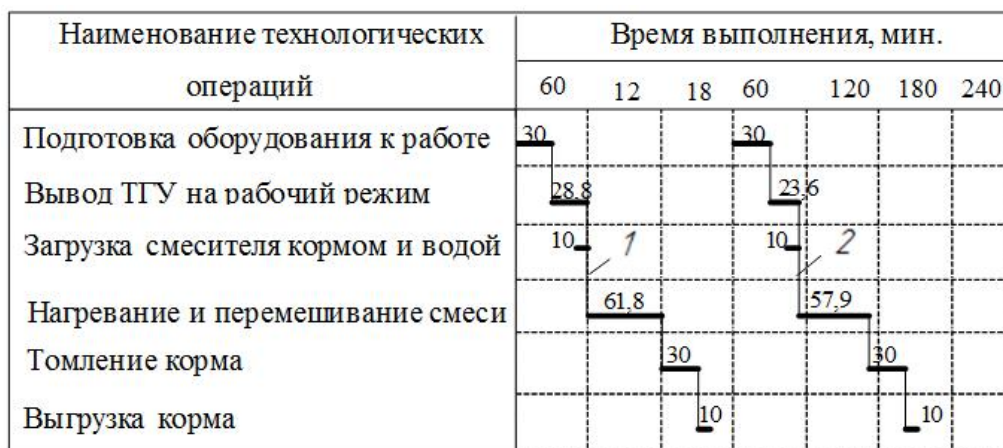 Наименование технологических
операций
Время выполнения, мин.
60 12 18 60 120 180 240
Подготовка оборудования к работе
30 30
Вывод ТГУ на рабочий режим
28,8 23,6
Загрузка смесителя кормом и водой
10 1 10 2
Нагревание и перемешивание смеси
61,8 57,9
Томление корма
30 30
Выгрузка корма
10 10